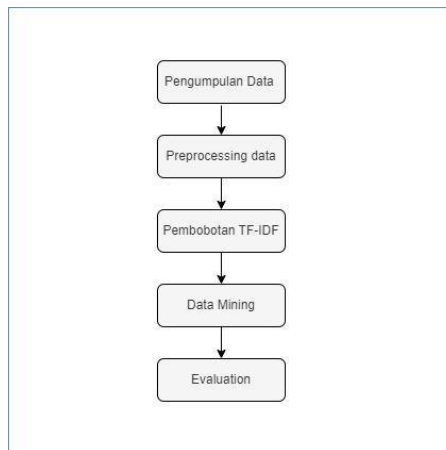 Pengumpulan Data
Preprocessing data
Pembobotan TF-IDF
Data Mining
Evaluation